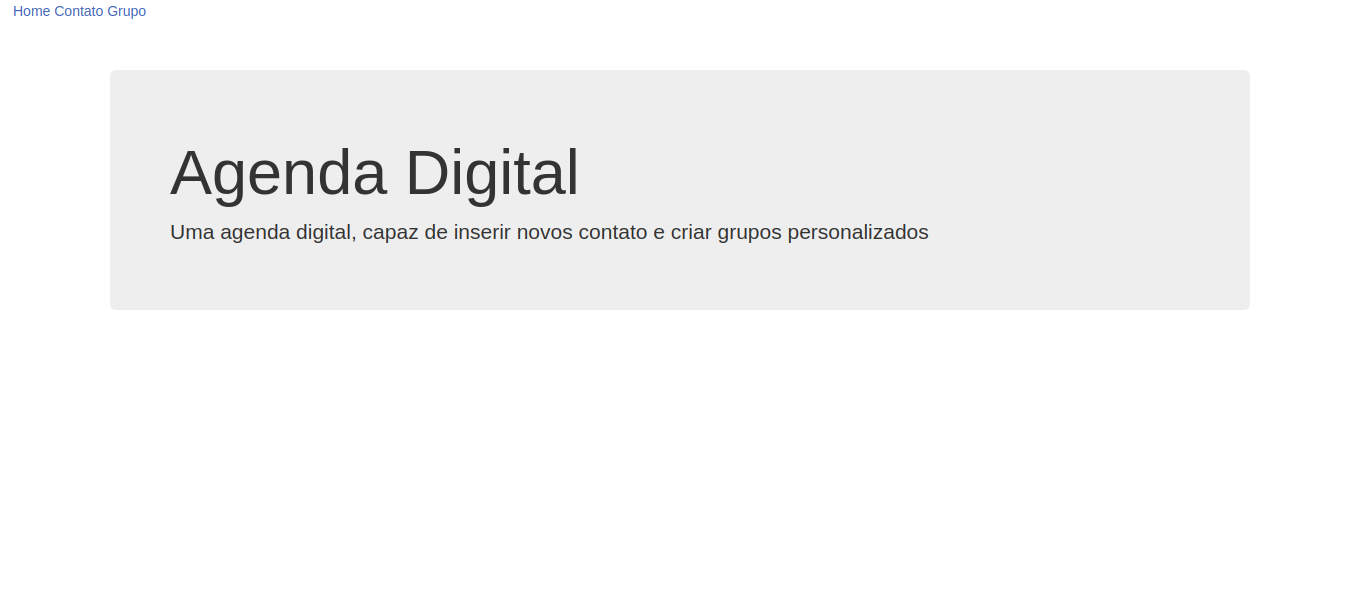 Home Contato Grupo
Agenda Digital
Uma agenda digital, capaz de inserir novos contato e criar grupos personalizados